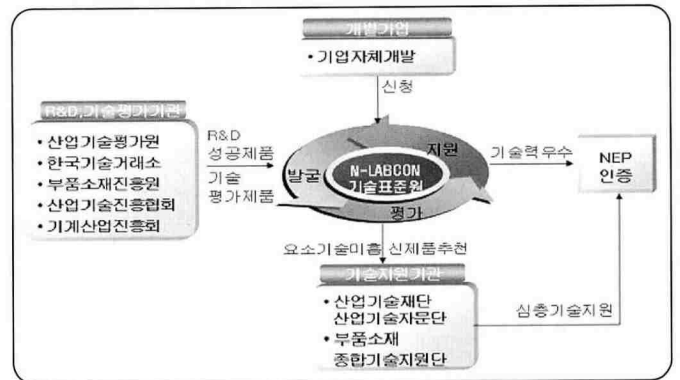 개발기업
• 기업자체개발
신청
R&D,기술평가기관
• 산업기술평가원
• 한국기술거래소
• 부품소재진흥원
• 산업기술진흥협회
• 기계산업진흥회
R&D
성공제품
기술
평가제품
발굴
지원
평가
N-LABCON
기술표준원
기술력우수
NEP
인증
요소기술미흡 신제품추천
기술지원기관
• 산업기술재단
산업기술자문단
• 부품소재
종합기술지원단
심층기술지원